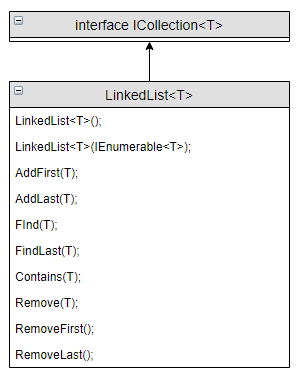 interface ICollection<T>
LinkedList<T>
LinkedList<T>();
LinkedList<T>(IEnumerable<T>);
AddFirst(T);
AddLast(T);
FInd(T);
FindLast(T);
Contains(T);
Remove(T);
RemoveFirst();
RemoveLast();